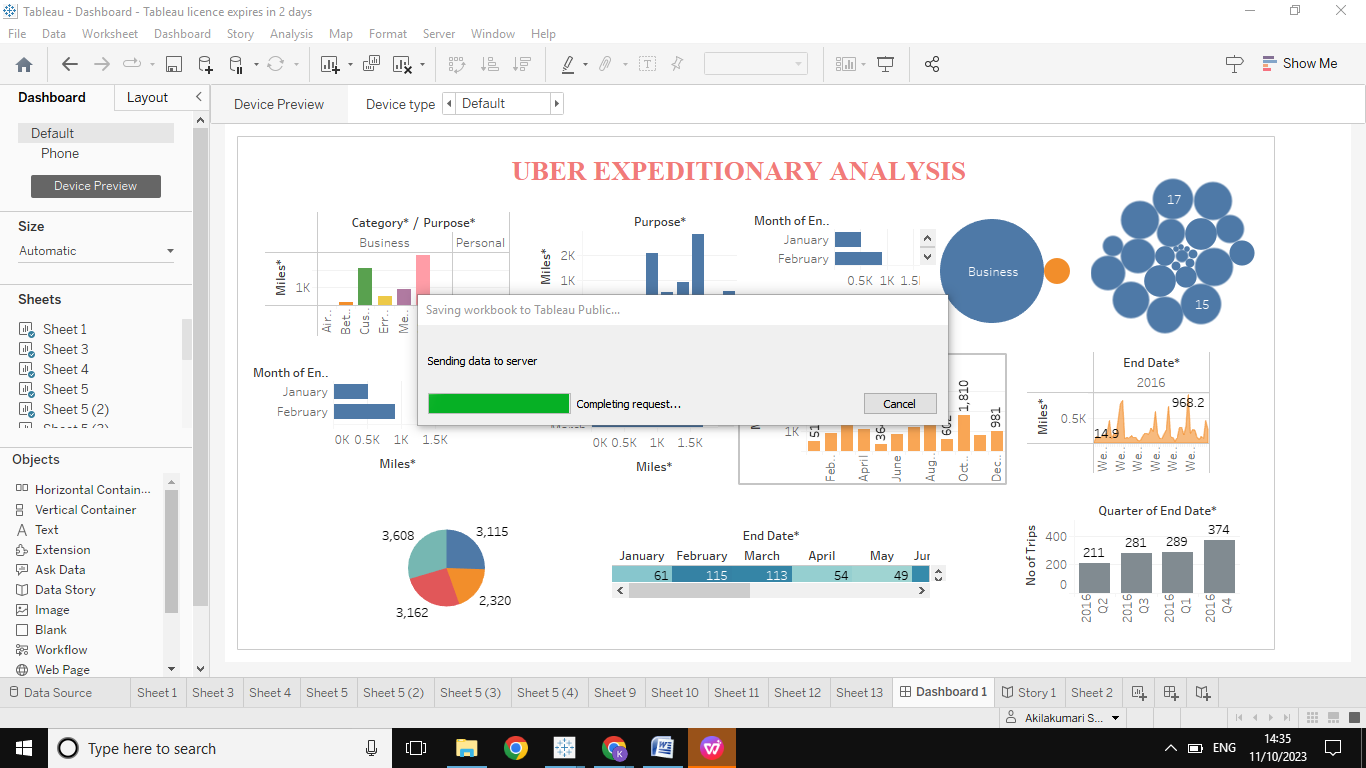 Tableau - Dashboard - Tableau licence expires in 2 days
File Data Worksheet Dashboard Story Analysis Map Format Server Window Help
Show Me
Dashboard Layout
Device Preview Device type Default
Default
Phone
Device Preview
Size
Automatic
Sheets
Sheet 1
Sheet 3
Sheet 4
Sheet 5
Sheet 5 (2)
Objects
Horizontal Contain...
Vertical Container
Text
Extension
Ask Data
Data Story
Image
Blank
Workflow
Web Page
UBER EXPEDITIONARY ANALYSIS
Category* / Purpose*
Business Personal
Miles*
1K
Air..
Bet..
Cus..
Err..
Me..
Purpose*
Miles*
2K
1K
Month of En..
January
February
0.5K 1K
Business
17
15
Saving workbook to Tableau Public...
Sending data to server
Completing request...
Cancel
Month of En..
January
February
0K 0.5K 1K 1.5K
Miles*
0K 0.5K 1K 1.5K
Miles*
1K
1,810
981
Feb..
April
June
Aug..
Oct..
Dec..
End Date*
2016
Miles*
0.5K
968.2
14.9
We..
We..
We..
We..
We..
We..
3,608
3,115
3,162
2,320
End Date*
January February March April May
61 115 113 54 49
Quarter of End Date*
No of Trips
400
200
0
211
281
289
374
2016 Q2
2016 Q3
2016 Q1
2016 Q4
Data Source Sheet 1 Sheet 3 Sheet 4 Sheet 5 Sheet 5 (2) Sheet 5 (3) Sheet 5 (4) Sheet 9 Sheet 10 Sheet 11 Sheet 12 Sheet 13 Dashboard 1 Story 1 Sheet 2
Akilakumari S...
Type here to search
K
W
ENG
14:35
11/10/2023